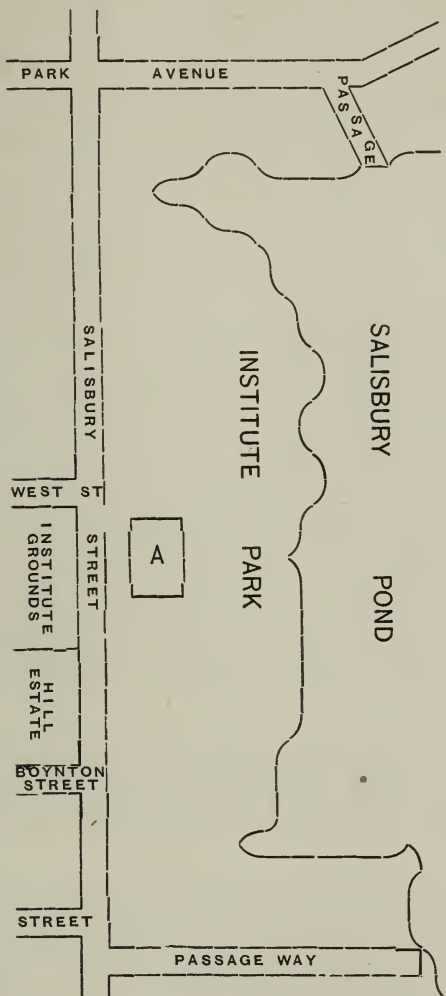 PARK AVENUE
PASSAGE
SALISBURY
POND
INSTITUTE
PARK
SALISBURY
STREET
WEST ST
A
INSTITUTE
GROUNDS
HILL
ESTATE
BOYNTON
STREET
STREET
PASSAGE WAY